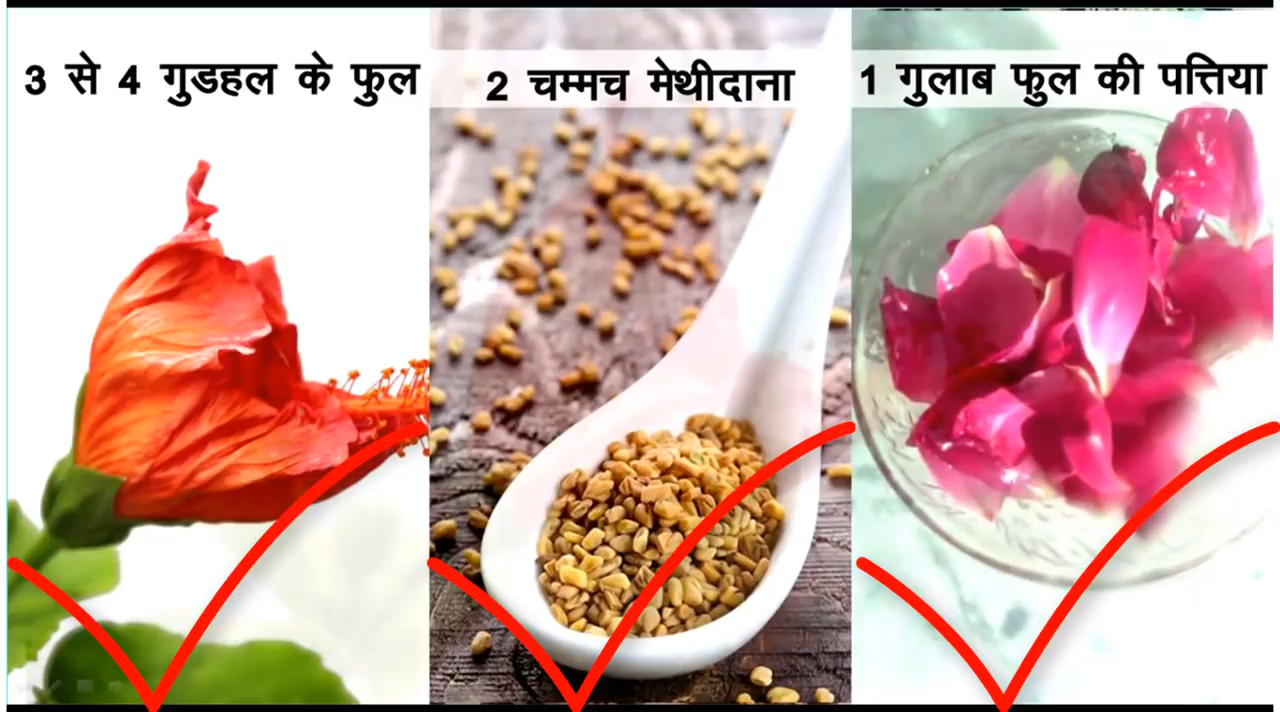 3 से 4 गुडहल के फुल
2 चम्मच मेथीदाना
1 गुलाब फुल की पत्तिया